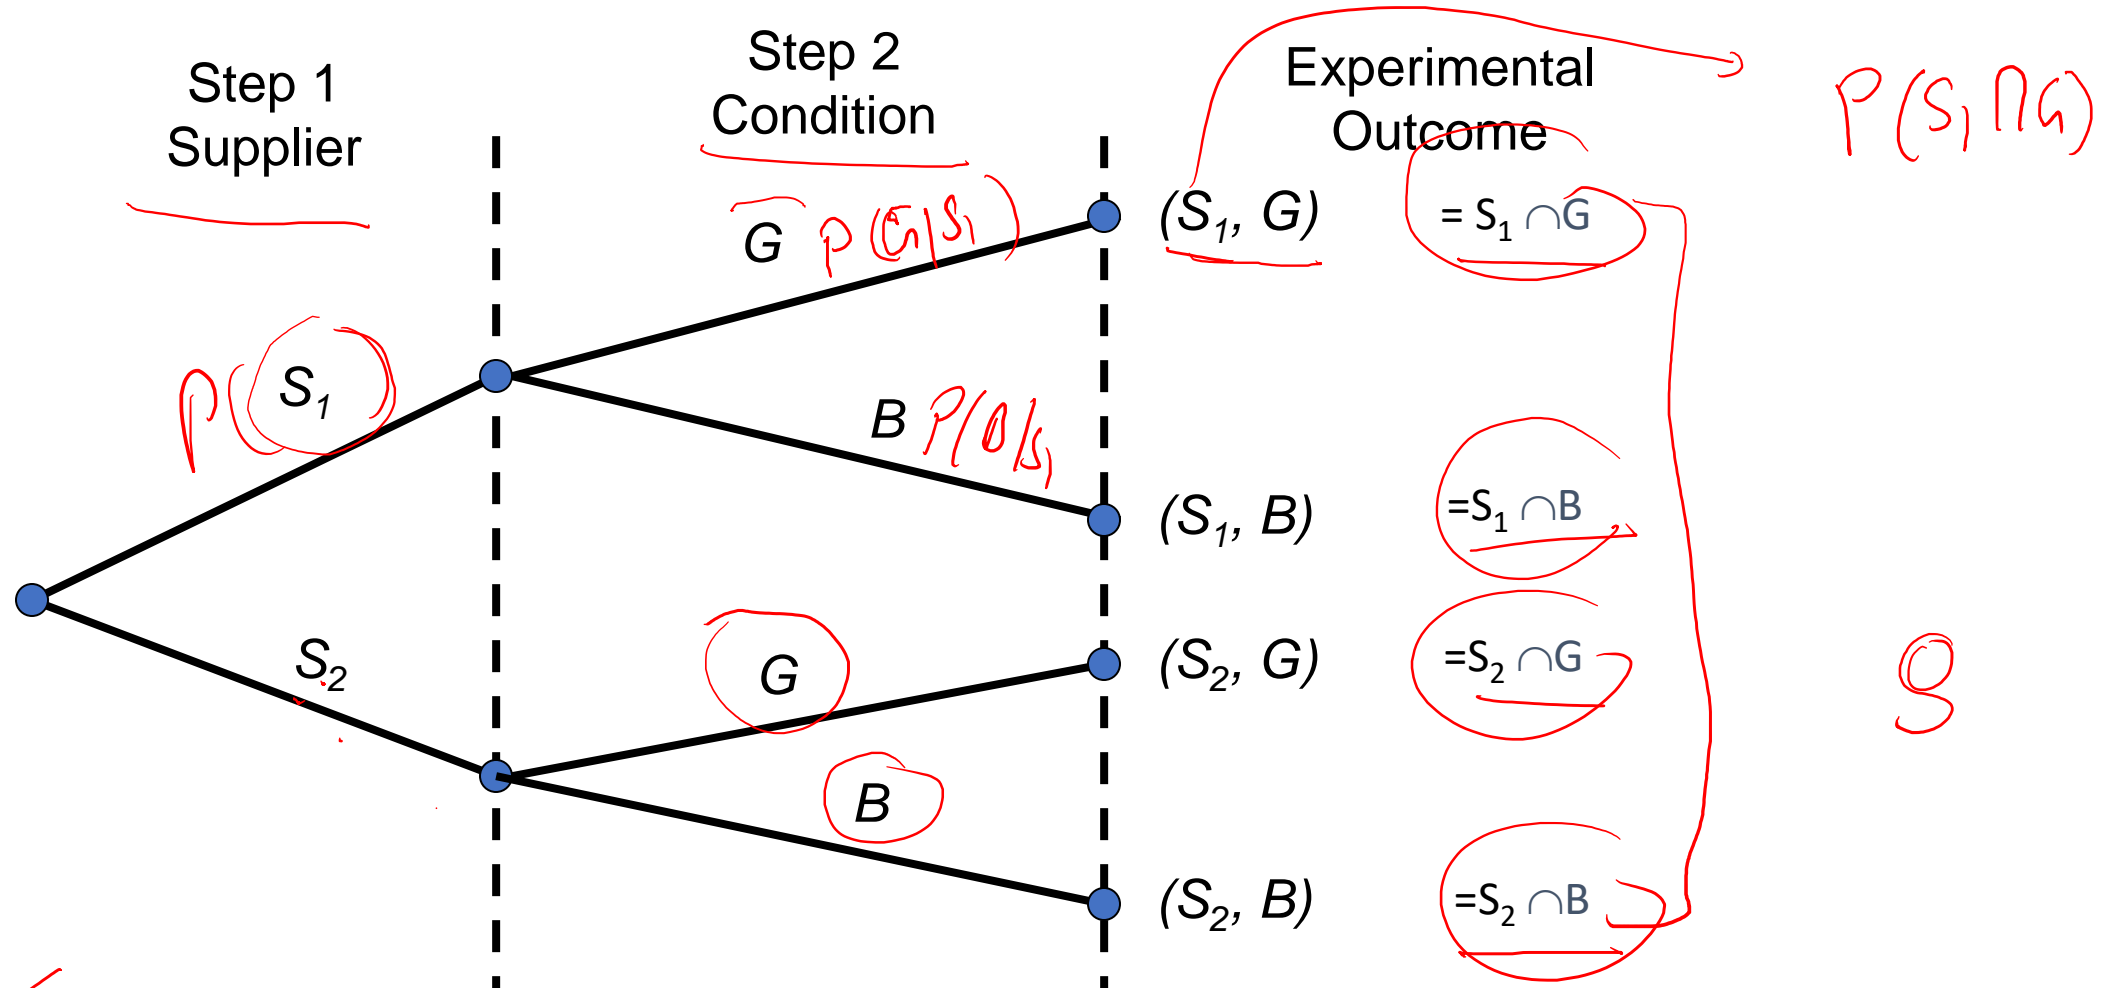 Step 1
Supplier
Step 2
Condition
Experimental
Outcome
P(S₁∩G)
G P(G|S₁)
(S₁, G) = S₁ ∩G
P(S₁)
B P(B|S₁
(S₁, B) =S₁ ∩B
S₂
G
(S₂, G) =S₂ ∩G
B
(S₂, B) =S₂ ∩B